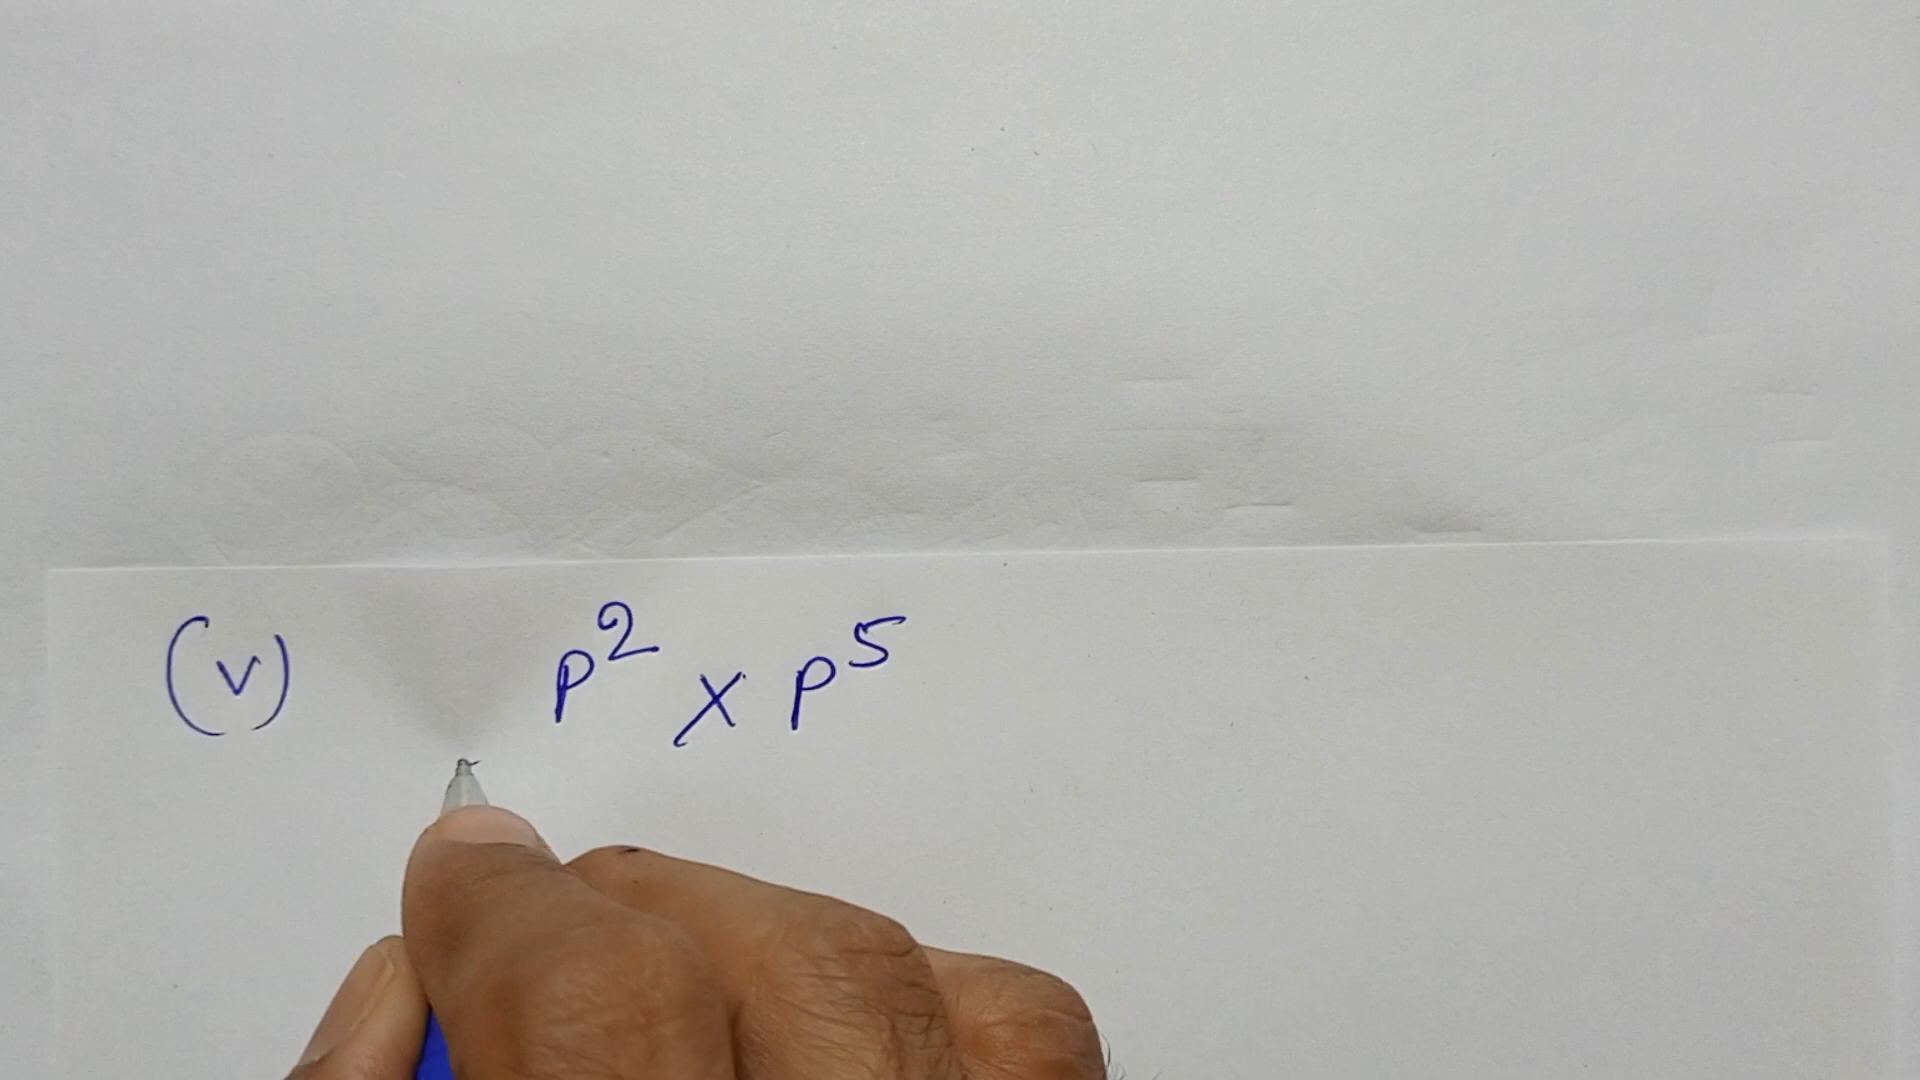 (v) p² × p⁵